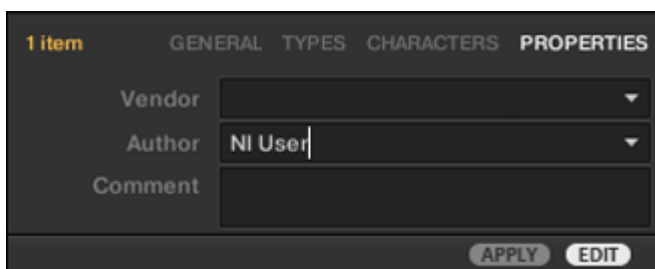 1 item GENERAL TYPES CHARACTERS PROPERTIES
Vendor
Author NI User
Comment
APPLY EDIT